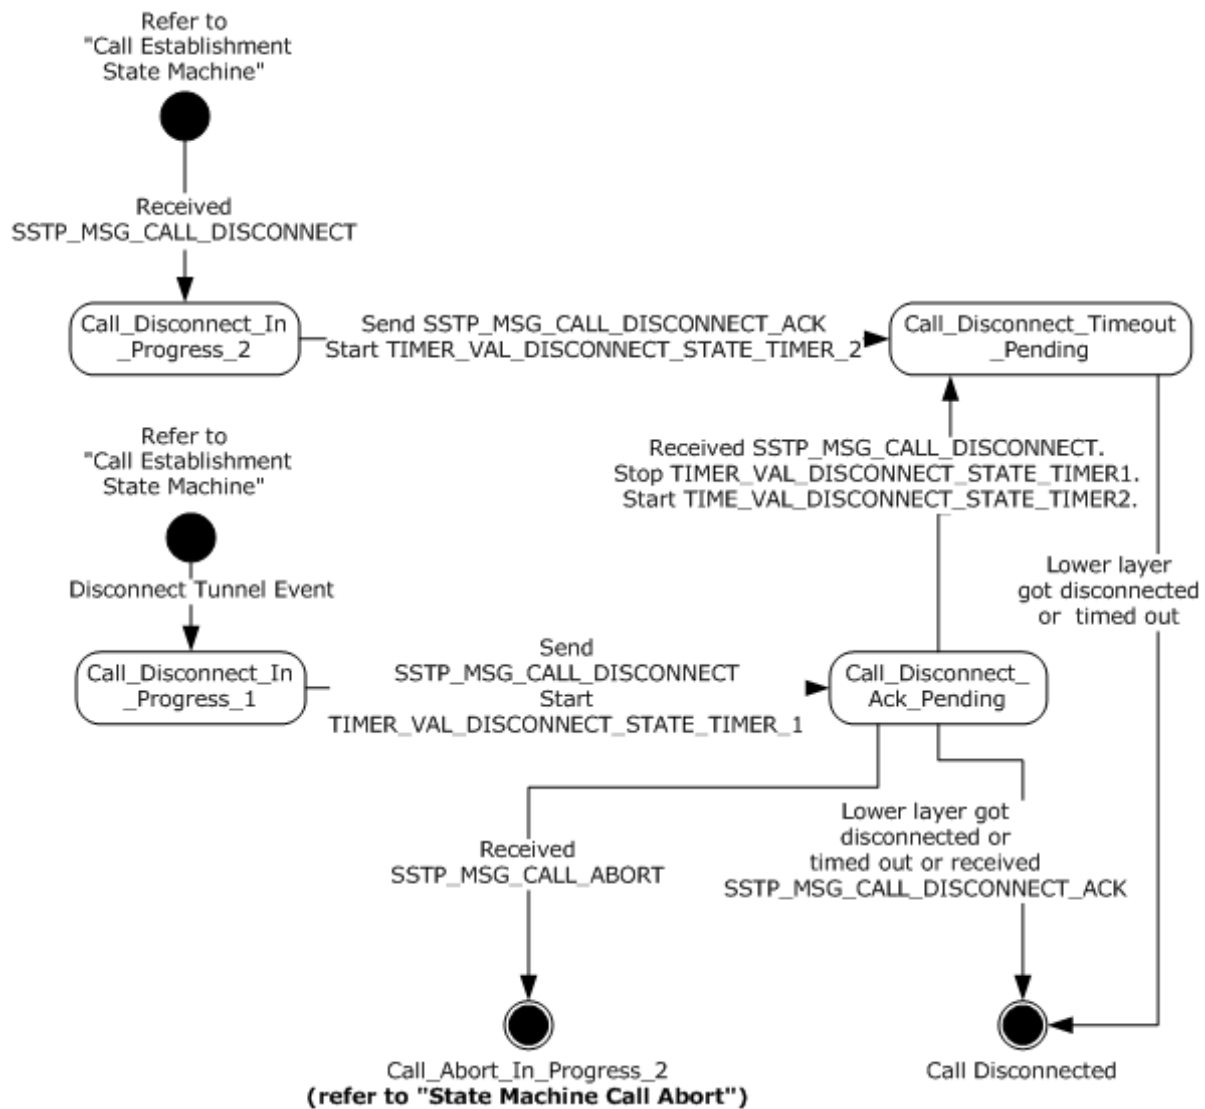 Refer to
"Call Establishment
State Machine"
Received
SSTP_MSG_CALL_DISCONNECT
Call_Disconnect_In
_Progress_2
Send SSTP_MSG_CALL_DISCONNECT_ACK
Start TIMER_VAL_DISCONNECT_STATE_TIMER_2
Call_Disconnect_Timeout
_Pending
Refer to
"Call Establishment
State Machine"
Received SSTP_MSG_CALL_DISCONNECT.
Stop TIMER_VAL_DISCONNECT_STATE_TIMER1.
Start TIME_VAL_DISCONNECT_STATE_TIMER2.
Disconnect Tunnel Event
Lower layer
got disconnected
or timed out
Call_Disconnect_In
_Progress_1
Send
SSTP_MSG_CALL_DISCONNECT
Start
TIMER_VAL_DISCONNECT_STATE_TIMER_1
Call_Disconnect_
Ack_Pending
Received
SSTP_MSG_CALL_ABORT
Lower layer got
disconnected or
timed out or received
SSTP_MSG_CALL_DISCONNECT_ACK
Call_Abort_In_Progress_2
(refer to "State Machine Call Abort")
Call Disconnected